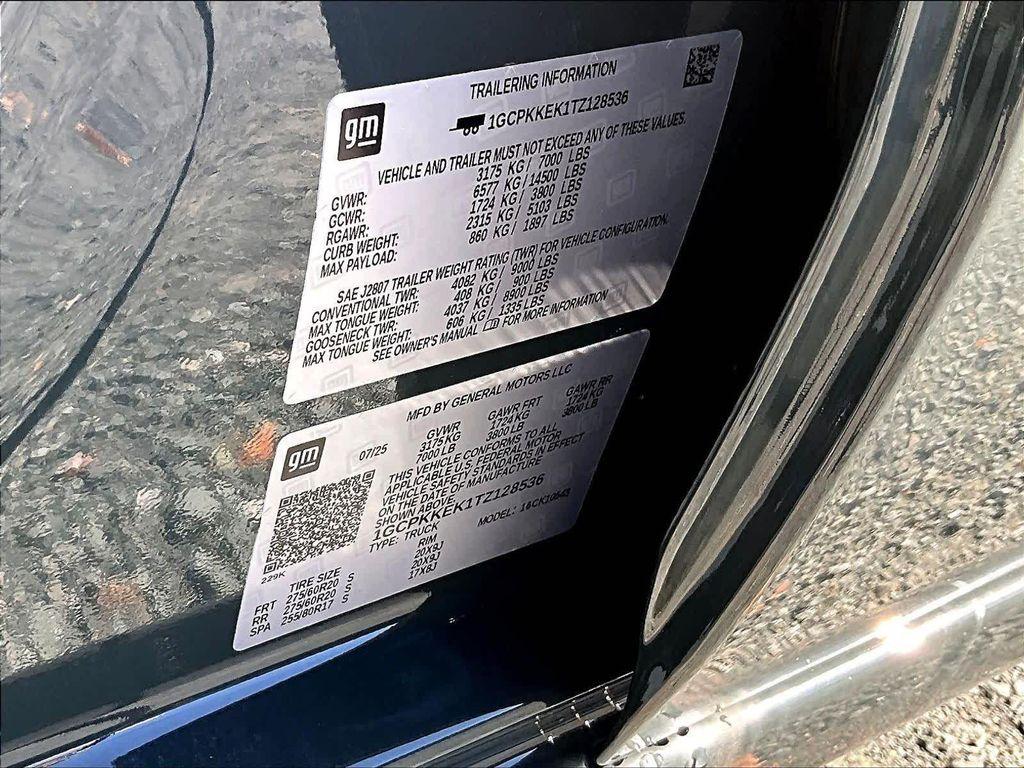 gm
TRAILERING INFORMATION
1GCPKKEK1TZ128536
VEHICLE AND TRAILER MUST NOT EXCEED ANY OF THESE VALUES.
GVWR: 3175 KG / 7000 LBS
GCWR: 6577 KG / 14500 LBS
RGAWR: 1724 KG / 3800 LBS
CURB WEIGHT: 2315 KG / 5103 LBS
MAX PAYLOAD: 860 KG / 1897 LBS
SAE J2807 TRAILER WEIGHT RATING (TWR) FOR VEHICLE CONFIGURATION.
CONVENTIONAL TWR: 4082 KG / 9000 LBS
MAX TONGUE WEIGHT: 408 KG / 900 LBS
GOOSENECK TWR: 4037 KG / 8900 LBS
MAX TONGUE WEIGHT: 606 KG / 1335 LBS
SEE OWNER'S MANUAL FOR MORE INFORMATION
gm
MFD BY GENERAL MOTORS LLC
07/25 GVWR GAWR FRT GAWR RR
3175KG 1724KG 1724KG
7000 LB 3800 LB 3800 LB
THIS VEHICLE CONFORMS TO ALL
APPLICABLE U.S. FEDERAL MOTOR
VEHICLE SAFETY STANDARDS IN EFFECT
ON THE DATE OF MANUFACTURE
SHOWN ABOVE.
1GCPKKEK1TZ128536
TYPE: TRUCK MODEL:
229K
TIRE SIZE RIM
FRT 275/60R20 S 20X9J
RR 275/60R20 S 20X9J
SPA 255/80R17 S 17X8J